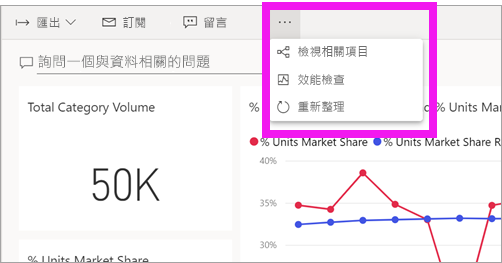 匯出 訂閱 留言 ...
檢視相關項目
效能檢查
重新整理
詢問一個與資料相關的問題
Total Category Volume
50K
% Units Market Share
%
% Units Market Share
% Units Market Share R
40%
35%
30%